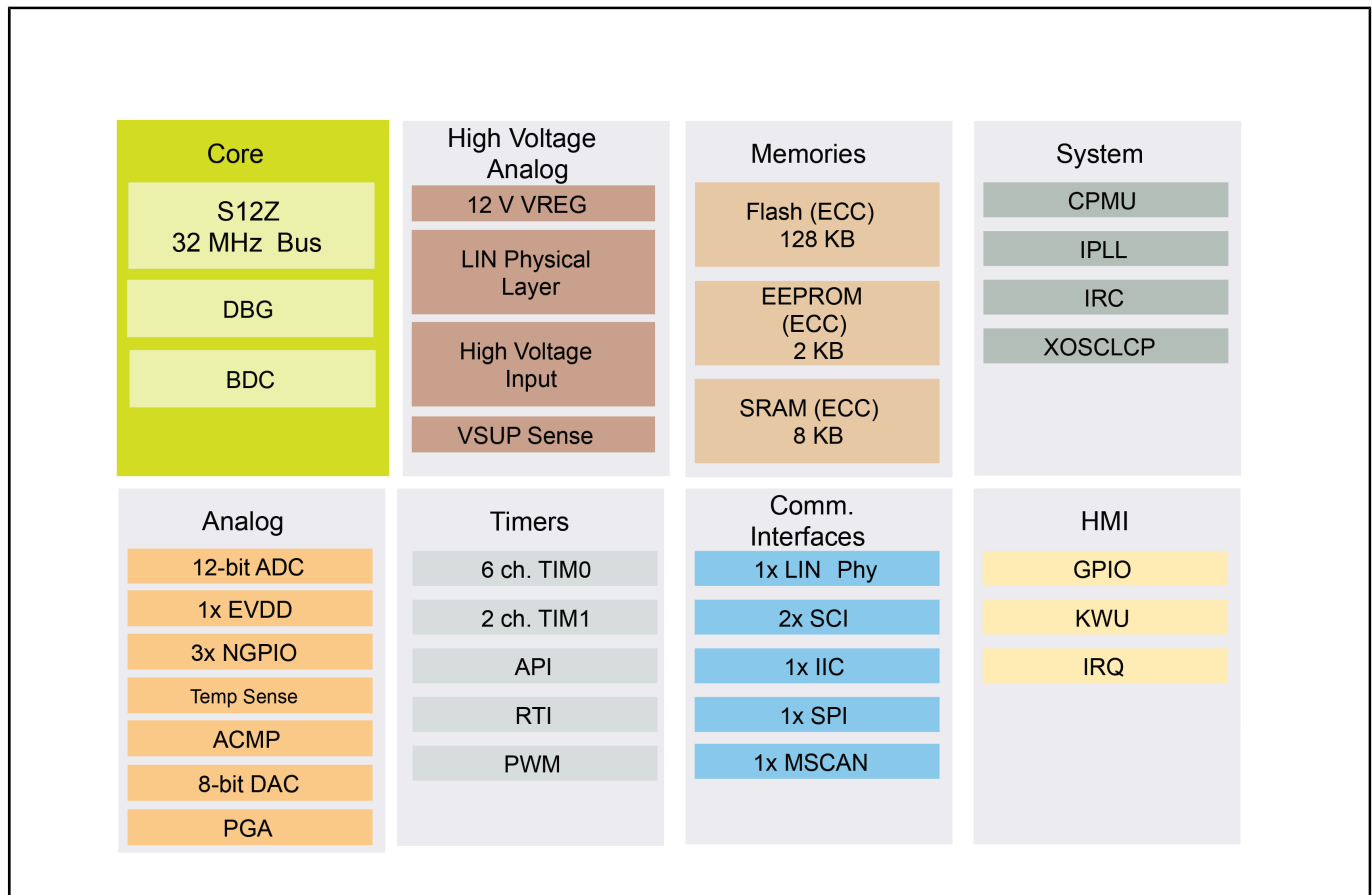 Core
S12Z
32 MHz Bus
DBG
BDC
High Voltage
Analog
12 V VREG
LIN Physical
Layer
High Voltage
Input
VSUP Sense
Memories
Flash (ECC)
128 KB
EEPROM
(ECC)
2 KB
SRAM (ECC)
8 KB
System
CPMU
IPLL
IRC
XOSCLCP
Analog
12-bit ADC
1x EVDD
3x NGPIO
Temp Sense
ACMP
8-bit DAC
PGA
Timers
6 ch. TIM0
2 ch. TIM1
API
RTI
PWM
Comm.
Interfaces
1x LIN Phy
2x SCI
1x IIC
1x SPI
1x MSCAN
HMI
GPIO
KWU
IRQ